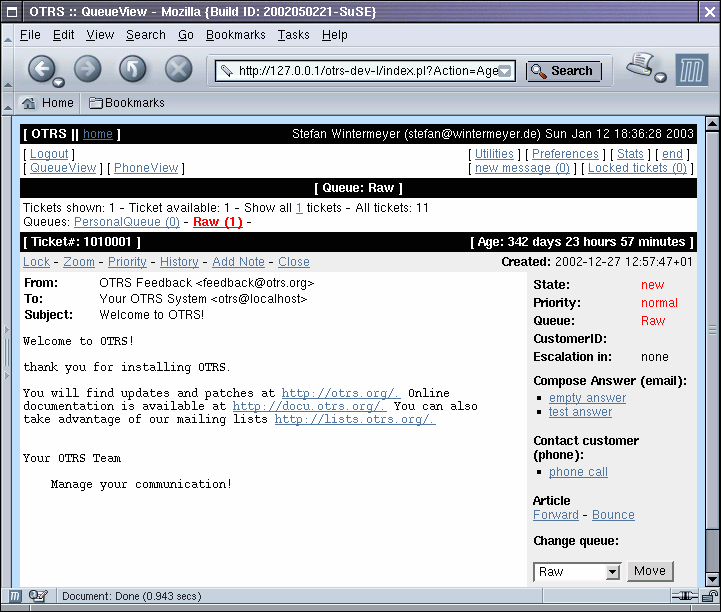 OTRS :: QueueView - Mozilla {Build ID: 2002050221-SuSE}
File Edit View Search Go Bookmarks Tasks Help
http://127.0.0.1/otrs-dev-l/index.pl?Action=Age Search
Home Bookmarks
[ OTRS || home ] Stefan Wintermeyer (stefan@wintermeyer.de) Sun Jan 12 18:36:28 2003
[ Logout ] [ Utilities ] [ Preferences ] [ Stats ] [ end ]
[ QueueView ] [ PhoneView ] [ new message (0) ] [ Locked tickets (0) ]
[ Queue: Raw ]
Tickets shown: 1 - Ticket available: 1 - Show all 1 tickets - All tickets: 11
Queues: PersonalQueue (0) - Raw (1) -
[ Ticket#: 1010001 ] [ Age: 342 days 23 hours 57 minutes ]
Lock - Zoom - Priority - History - Add Note - Close Created: 2002-12-27 12:57:47+01
From: OTRS Feedback <feedback@otrs.org>
To: Your OTRS System <otrs@localhost>
Subject: Welcome to OTRS!
Welcome to OTRS!
thank you for installing OTRS.
You will find updates and patches at http://otrs.org/. Online
documentation is available at http://docu.otrs.org/. You can also
take advantage of our mailing lists http://lists.otrs.org/.
Your OTRS Team
Manage your communication!
State: new
Priority: normal
Queue: Raw
CustomerID:
Escalation in: none
Compose Answer (email):
empty answer
test answer
Contact customer
(phone):
phone call
Article
Forward - Bounce
Change queue:
Raw Move
Document: Done (0.943 secs)